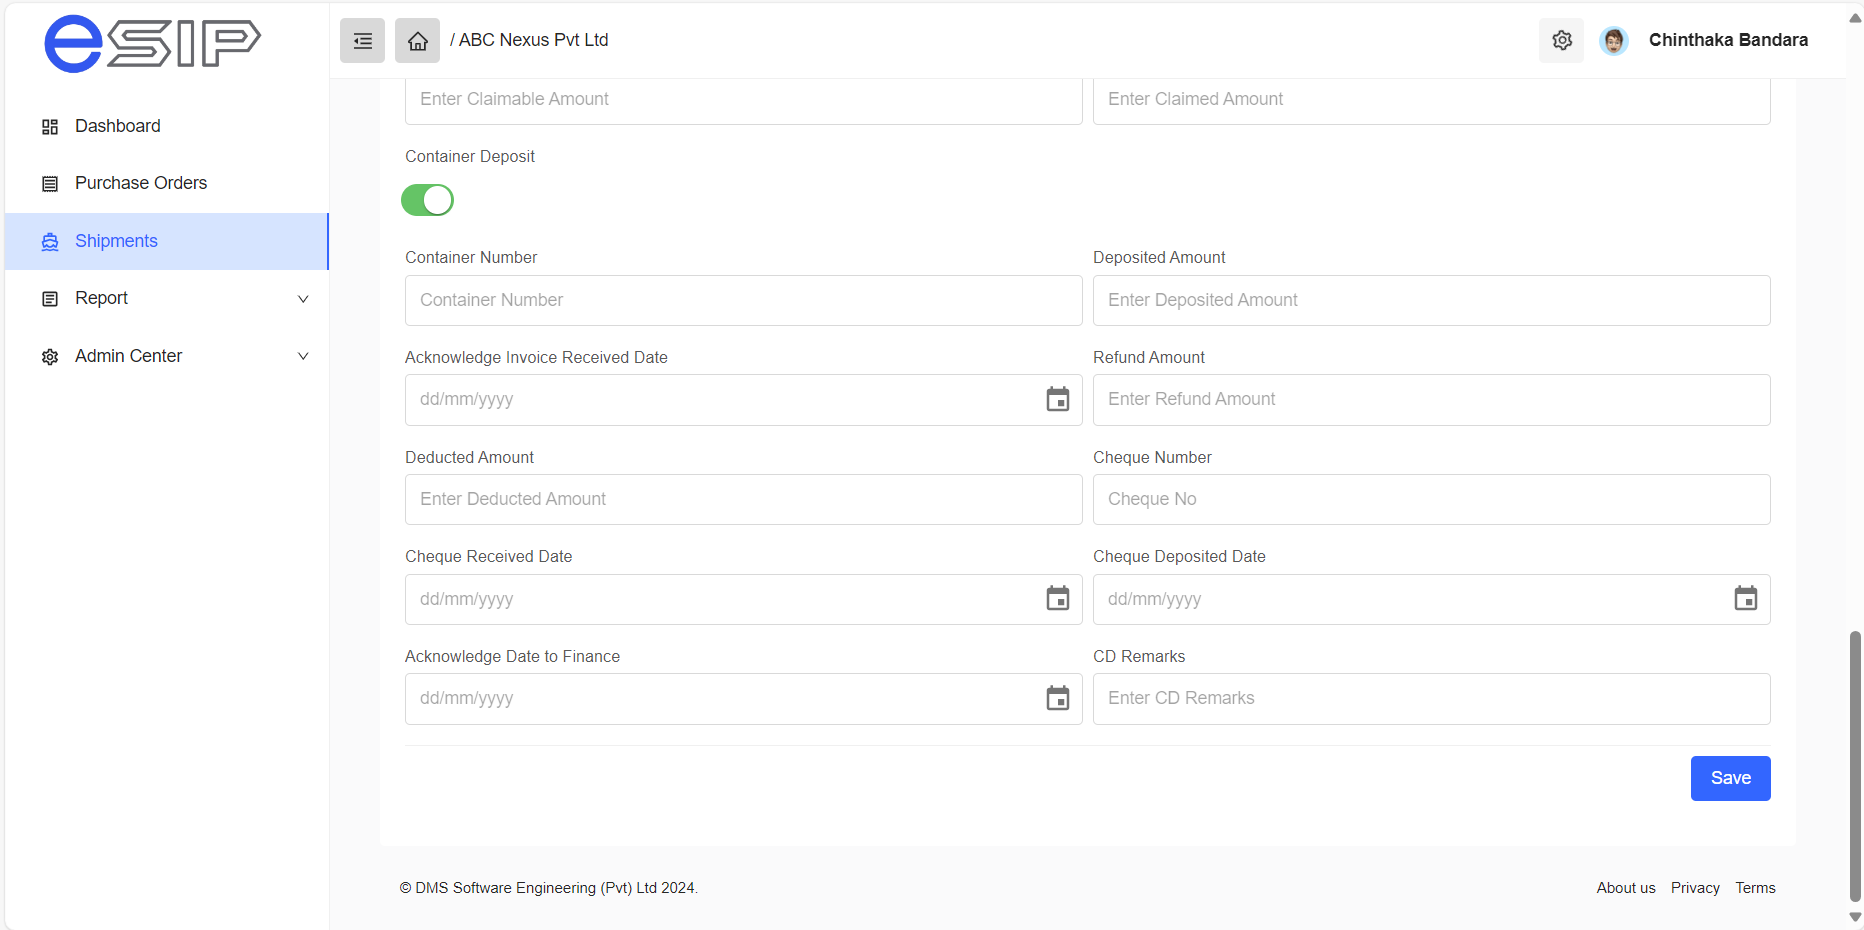 eSIP
/ ABC Nexus Pvt Ltd
Chinthaka Bandara
Dashboard
Purchase Orders
Shipments
Report
Admin Center
Enter Claimable Amount
Enter Claimed Amount
Container Deposit
Container Number
Deposited Amount
Container Number
Enter Deposited Amount
Acknowledge Invoice Received Date
Refund Amount
dd/mm/yyyy
Enter Refund Amount
Deducted Amount
Cheque Number
Enter Deducted Amount
Cheque No
Cheque Received Date
Cheque Deposited Date
dd/mm/yyyy
dd/mm/yyyy
Acknowledge Date to Finance
CD Remarks
dd/mm/yyyy
Enter CD Remarks
Save
© DMS Software Engineering (Pvt) Ltd 2024.
About us
Privacy
Terms